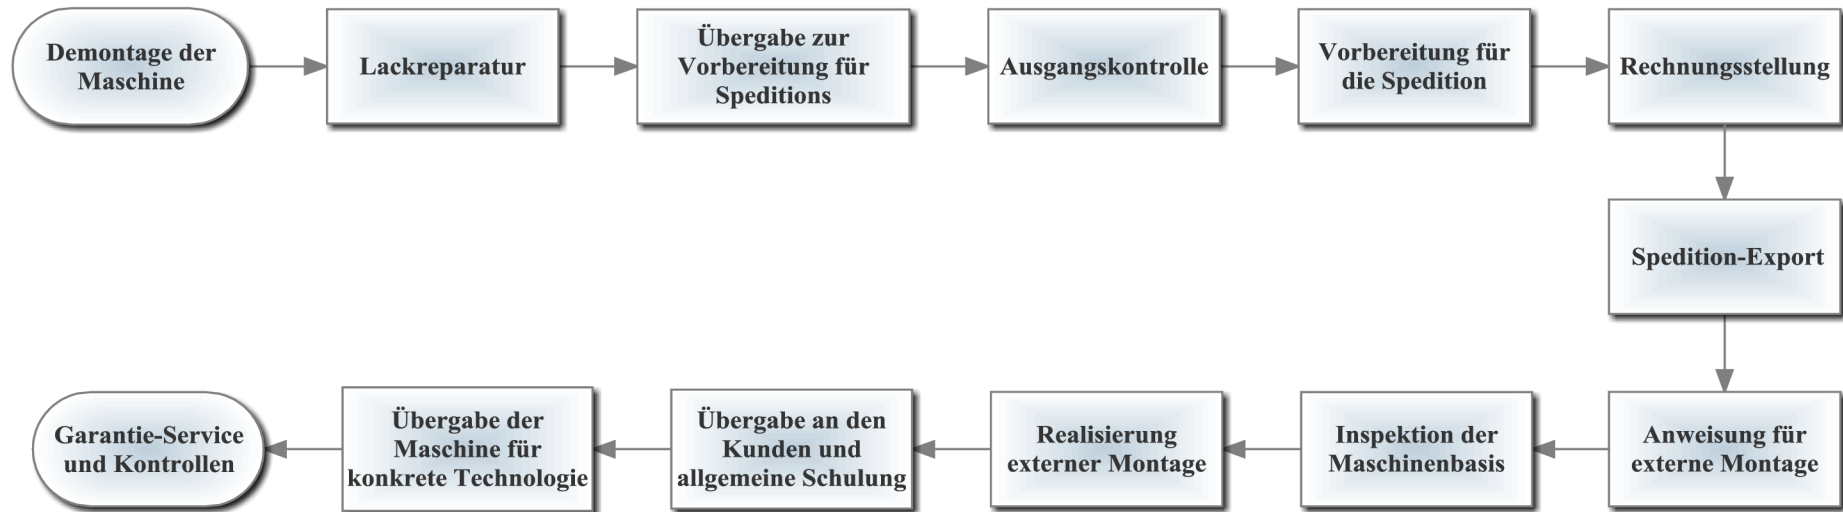 Demontage der
Maschine
Lackreparatur
Übergabe zur
Vorbereitung für
Speditions
Ausgangskontrolle
Vorbereitung für
die Spedition
Rechnungsstellung
Spedition-Export
Anweisung für
externe Montage
Inspektion der
Maschinenbasis
Realisierung
externer Montage
Übergabe an den
Kunden und
allgemeine Schulung
Übergabe der
Maschine für
konkrete Technologie
Garantie-Service
und Kontrollen